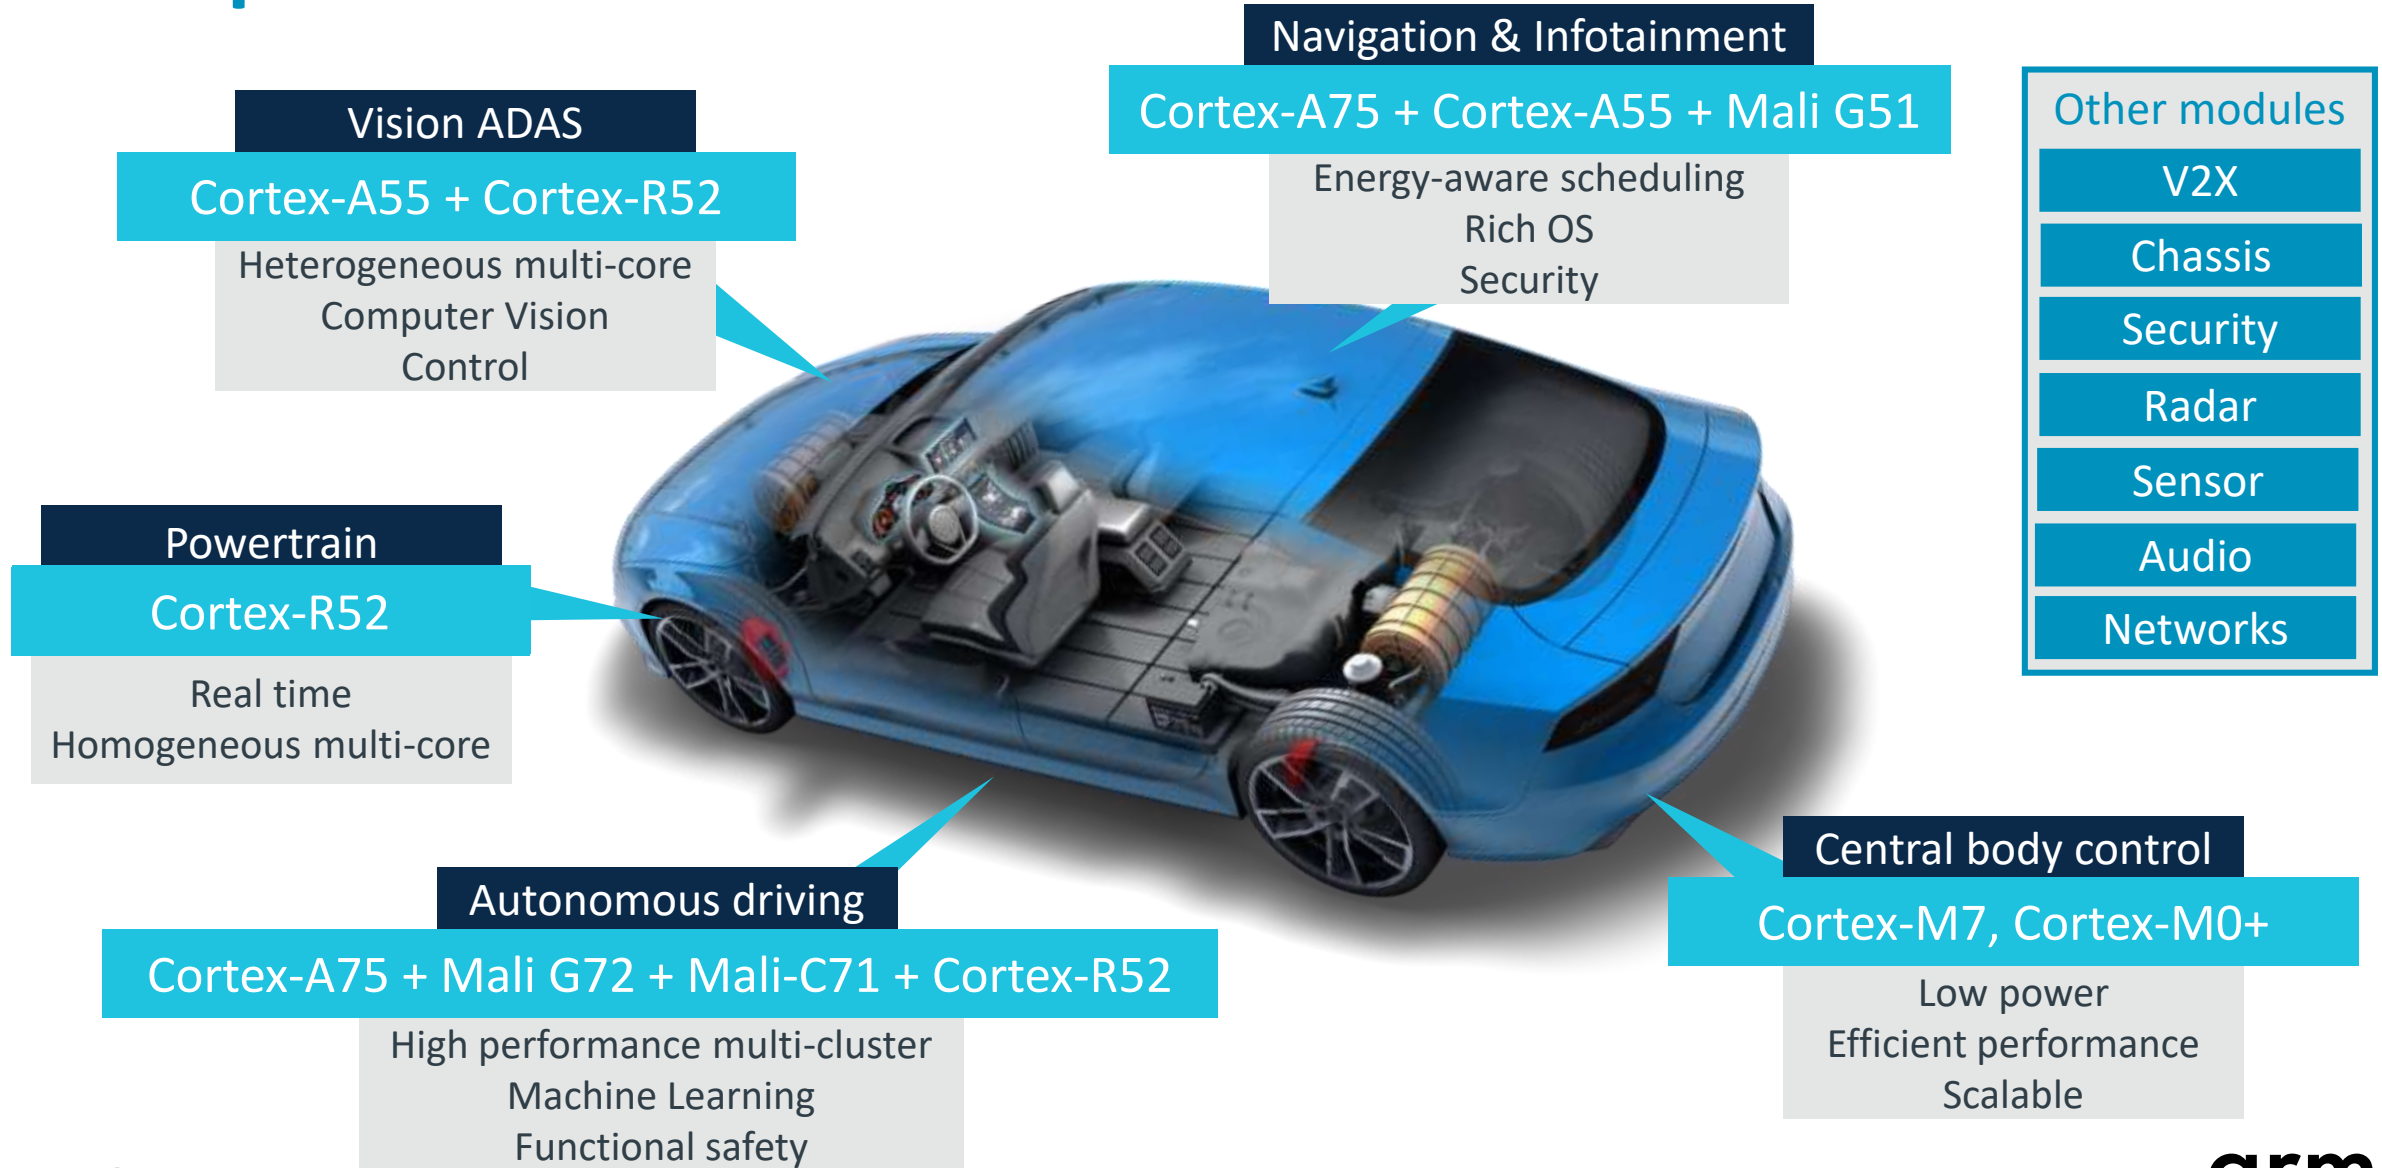 Navigation & Infotainment
Cortex-A75 + Cortex-A55 + Mali G51
Energy-aware scheduling
Rich OS
Security
Vision ADAS
Cortex-A55 + Cortex-R52
Heterogeneous multi-core
Computer Vision
Control
Other modules
V2X
Chassis
Security
Radar
Sensor
Audio
Networks
Powertrain
Cortex-R52
Real time
Homogeneous multi-core
Autonomous driving
Cortex-A75 + Mali G72 + Mali-C71 + Cortex-R52
High performance multi-cluster
Machine Learning
Functional safety
Central body control
Cortex-M7, Cortex-M0+
Low power
Efficient performance
Scalable
arm